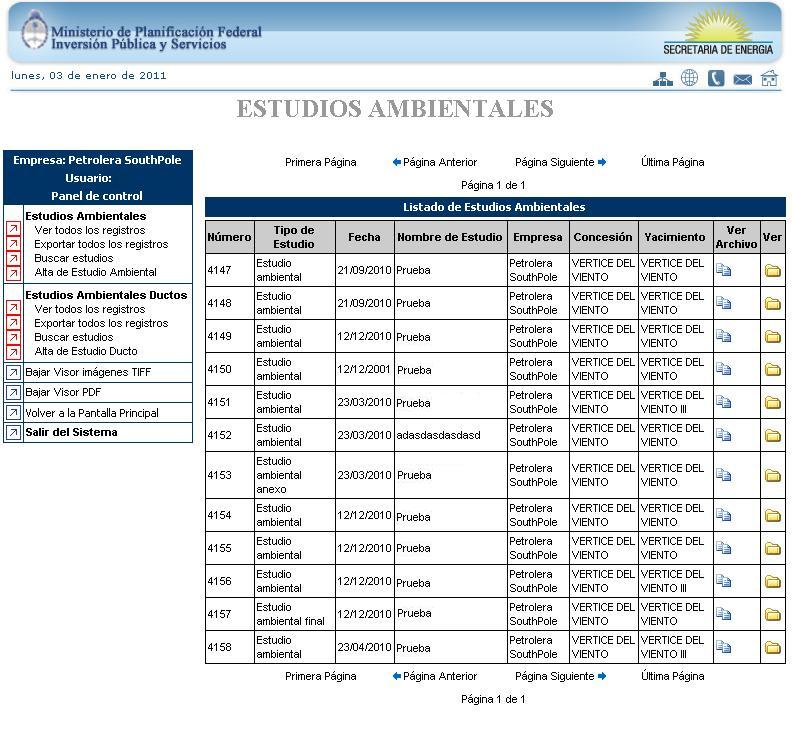 Ministerio de Planificación Federal
Inversión Pública y Servicios
SECRETARIA DE ENERGIA
lunes, 03 de enero de 2011
ESTUDIOS AMBIENTALES
Empresa: Petrolera SouthPole
Usuario:
Panel de control
Estudios Ambientales
Ver todos los registros
Exportar todos los registros
Buscar estudios
Alta de Estudio Ambiental
Estudios Ambientales Ductos
Ver todos los registros
Exportar todos los registros
Buscar estudios
Alta de Estudio Ducto
Bajar Visor imágenes TIFF
Bajar Visor PDF
Volver a la Pantalla Principal
Salir del Sistema
Primera Página Página Anterior Página Siguiente Última Página
Página 1 de 1
Listado de Estudios Ambientales
Número Tipo de Estudio Fecha Nombre de Estudio Empresa Concesión Yacimiento Ver Archivo Ver
4147 Estudio ambiental 21/09/2010 Prueba Petrolera SouthPole VERTICE DEL VIENTO VERTICE DEL VIENTO
4148 Estudio ambiental 21/09/2010 Prueba Petrolera SouthPole VERTICE DEL VIENTO VERTICE DEL VIENTO
4149 Estudio ambiental 12/12/2010 Prueba Petrolera SouthPole VERTICE DEL VIENTO VERTICE DEL VIENTO
4150 Estudio ambiental 12/12/2001 Prueba Petrolera SouthPole VERTICE DEL VIENTO VERTICE DEL VIENTO
4151 Estudio ambiental 23/03/2010 Prueba Petrolera SouthPole VERTICE DEL VIENTO VERTICE DEL VIENTO III
4152 Estudio ambiental 23/03/2010 adasdasdasdasd Petrolera SouthPole VERTICE DEL VIENTO VERTICE DEL VIENTO
4153 Estudio ambiental anexo 23/03/2010 Prueba Petrolera SouthPole VERTICE DEL VIENTO VERTICE DEL VIENTO
4154 Estudio ambiental 12/12/2010 Prueba Petrolera SouthPole VERTICE DEL VIENTO VERTICE DEL VIENTO
4155 Estudio ambiental 12/12/2010 Prueba Petrolera SouthPole VERTICE DEL VIENTO VERTICE DEL VIENTO
4156 Estudio ambiental 12/12/2010 Prueba Petrolera SouthPole VERTICE DEL VIENTO VERTICE DEL VIENTO III
4157 Estudio ambiental final 12/12/2010 Prueba Petrolera SouthPole VERTICE DEL VIENTO VERTICE DEL VIENTO
4158 Estudio ambiental 23/04/2010 Prueba Petrolera SouthPole VERTICE DEL VIENTO VERTICE DEL VIENTO III
Primera Página Página Anterior Página Siguiente Última Página
Página 1 de 1